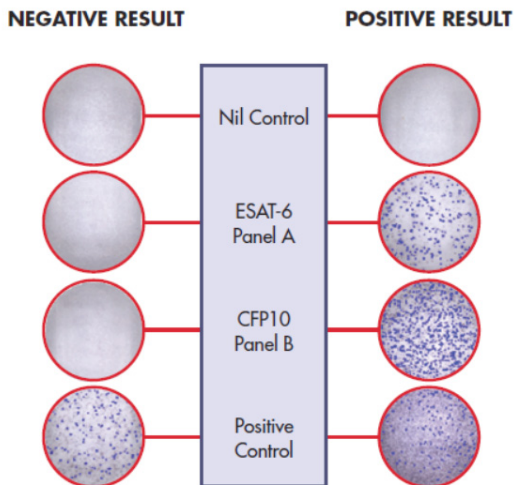 NEGATIVE RESULT
POSITIVE RESULT
Nil Control
ESAT-6
Panel A
CFP10
Panel B
Positive
Control